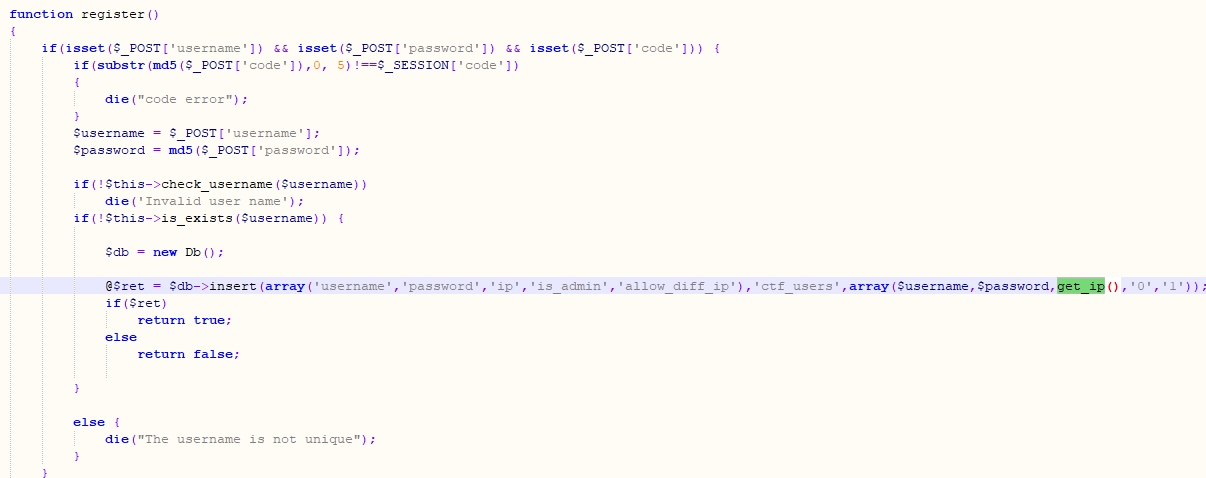 function register()
{
    if(isset($_POST['username']) && isset($_POST['password']) && isset($_POST['code'])) {
        if(substr(md5($_POST['code']),0, 5)!==$_SESSION['code'])
        {
            die("code error");
        }
        $username = $_POST['username'];
        $password = md5($_POST['password']);
        if(!$this->check_username($username))
            die('Invalid user name');
        if(!$this->is_exists($username)) {
            $db = new Db();
            @$ret = $db->insert(array('username','password','ip','is_admin','allow_diff_ip'),'ctf_users',array($username,$password,get_ip(),'0','1'));
            if($ret)
                return true;
            else
                return false;
        }
        else {
            die("The username is not unique");
        }
    }